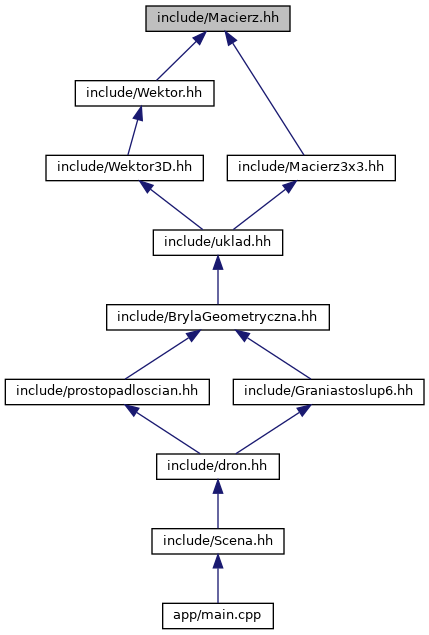 include/Macierz.hh
include/Wektor.hh
include/Wektor3D.hh
include/Macierz3x3.hh
include/uklad.hh
include/BrylaGeometryczna.hh
include/prostopadloscian.hh
include/Graniastoslup6.hh
include/dron.hh
include/Scena.hh
app/main.cpp